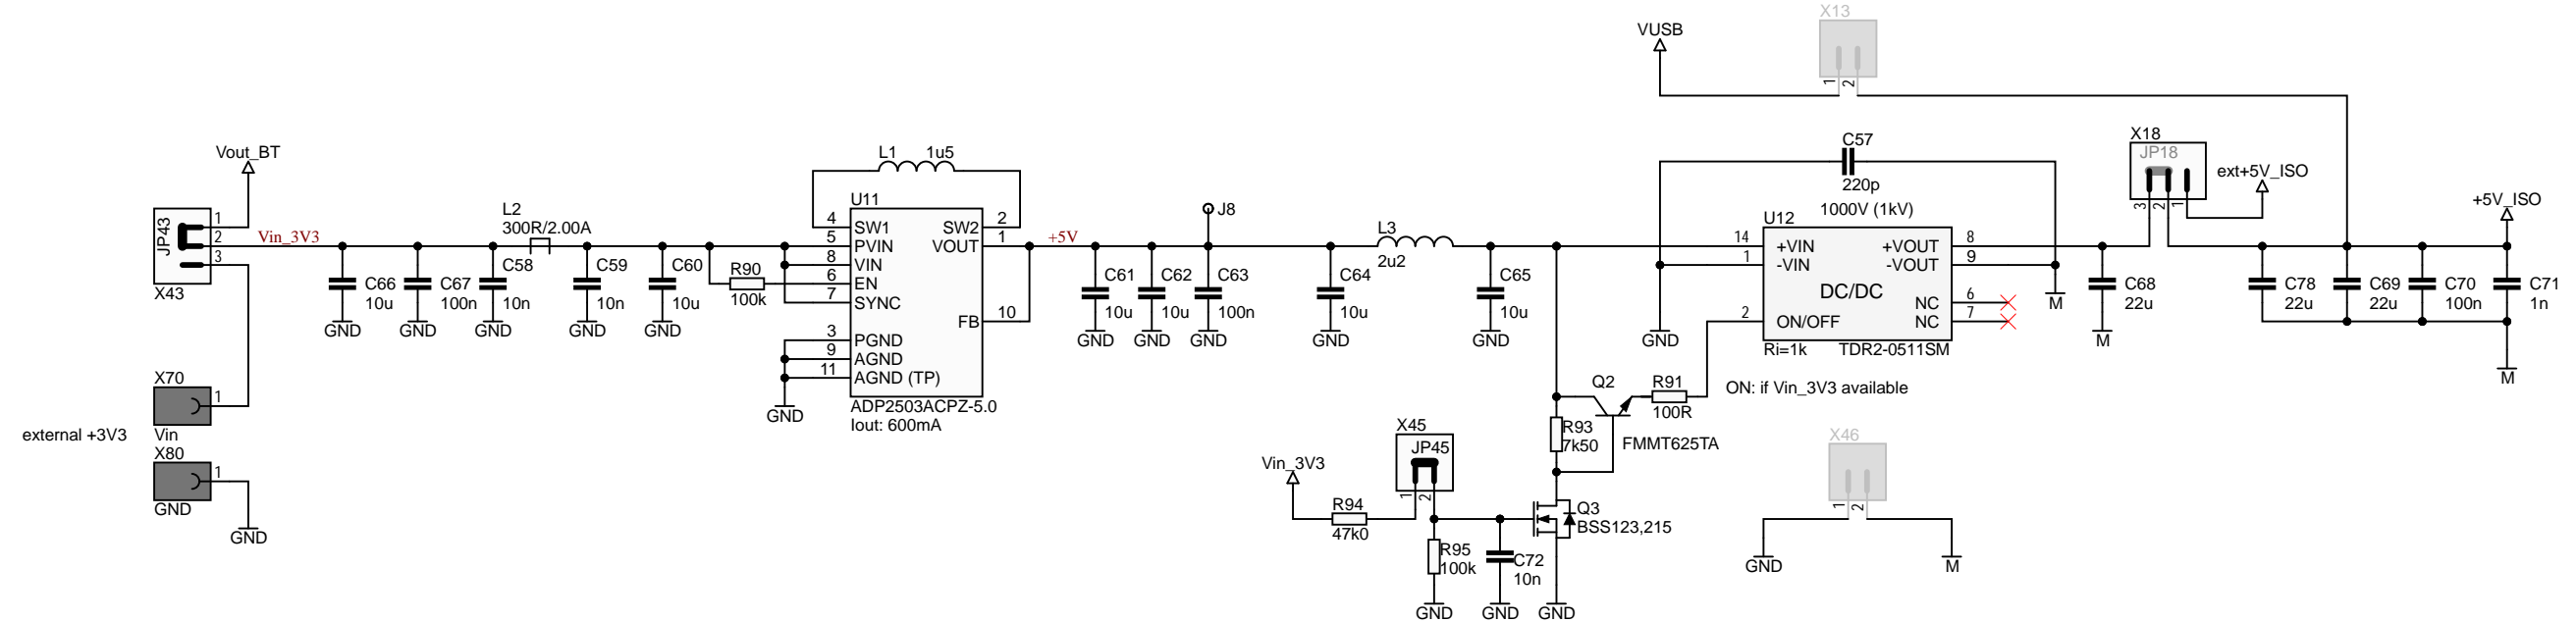 X13
VUSB
1
2
X18
JP18
ext+5V_ISO
3
2
1
C57
220p
1000V (1kV)
+5V_ISO
Vout_BT
JP43
1
2
3
X43
Vin_3V3
C66
10u
GND
C67
100n
GND
C58
10n
GND
L2
300R/2.00A
C59
10n
GND
C60
10u
GND
R90
100k
L1
1u5
U11
4
5
8
6
7
3
9
11
SW1
PVIN
VIN
EN
SYNC
PGND
AGND
AGND (TP)
SW2
VOUT
FB
2
1
10
GND
ADP2503ACPZ-5.0
Iout: 600mA
+5V
C61
10u
GND
C62
10u
GND
J8
C63
100n
GND
C64
10u
GND
L3
2u2
C65
10u
GND
GND
U12
14
1
2
+VIN
-VIN
ON/OFF
DC/DC
+VOUT
-VOUT
NC
NC
8
9
6
7
Ri=1k
TDR2-0511SM
M
C68
22u
M
C78
22u
C69
22u
C70
100n
C71
1n
M
ON: if Vin_3V3 available
X70
1
Vin
external +3V3
X80
1
GND
GND
Q2
R91
100R
R93
7k50
FMMT625TA
X45
JP45
1
2
Vin_3V3
R94
47k0
R95
100k
GND
C72
10n
GND
Q3
BSS123,215
GND
X46
1
2
GND
M